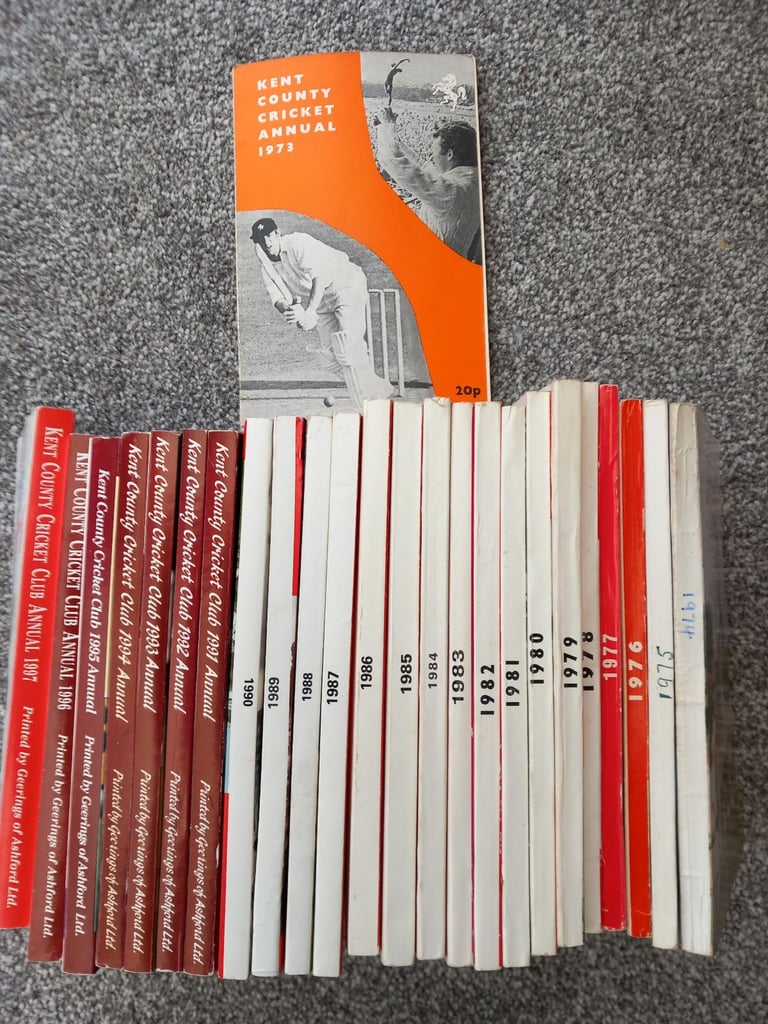 KENT
COUNTY
CRICKET
ANNUAL
1973
20p
KENT COUNTY CRICKET CLUB ANNUAL 1997 Printed by Geerings of Ashford Ltd.
KENT COUNTY CRICKET CLUB ANNUAL 1996 Printed by Geerings of Ashford Ltd.
Kent County Cricket Club 1995 Annual Printed by Geerings of Ashford Ltd.
Kent County Cricket Club 1994 Annual Printed by Geerings of Ashford Ltd.
Kent County Cricket Club 1993 Annual Printed by Geerings of Ashford Ltd.
Kent County Cricket Club 1992 Annual Printed by Geerings of Ashford Ltd.
Kent County Cricket Club 1991 Annual Printed by Geerings of Ashford Ltd.
1990
1989
1988
1987
1986
1985
1984
1983
1982
1981
1980
1979
1978
1977
1976
1975
1974